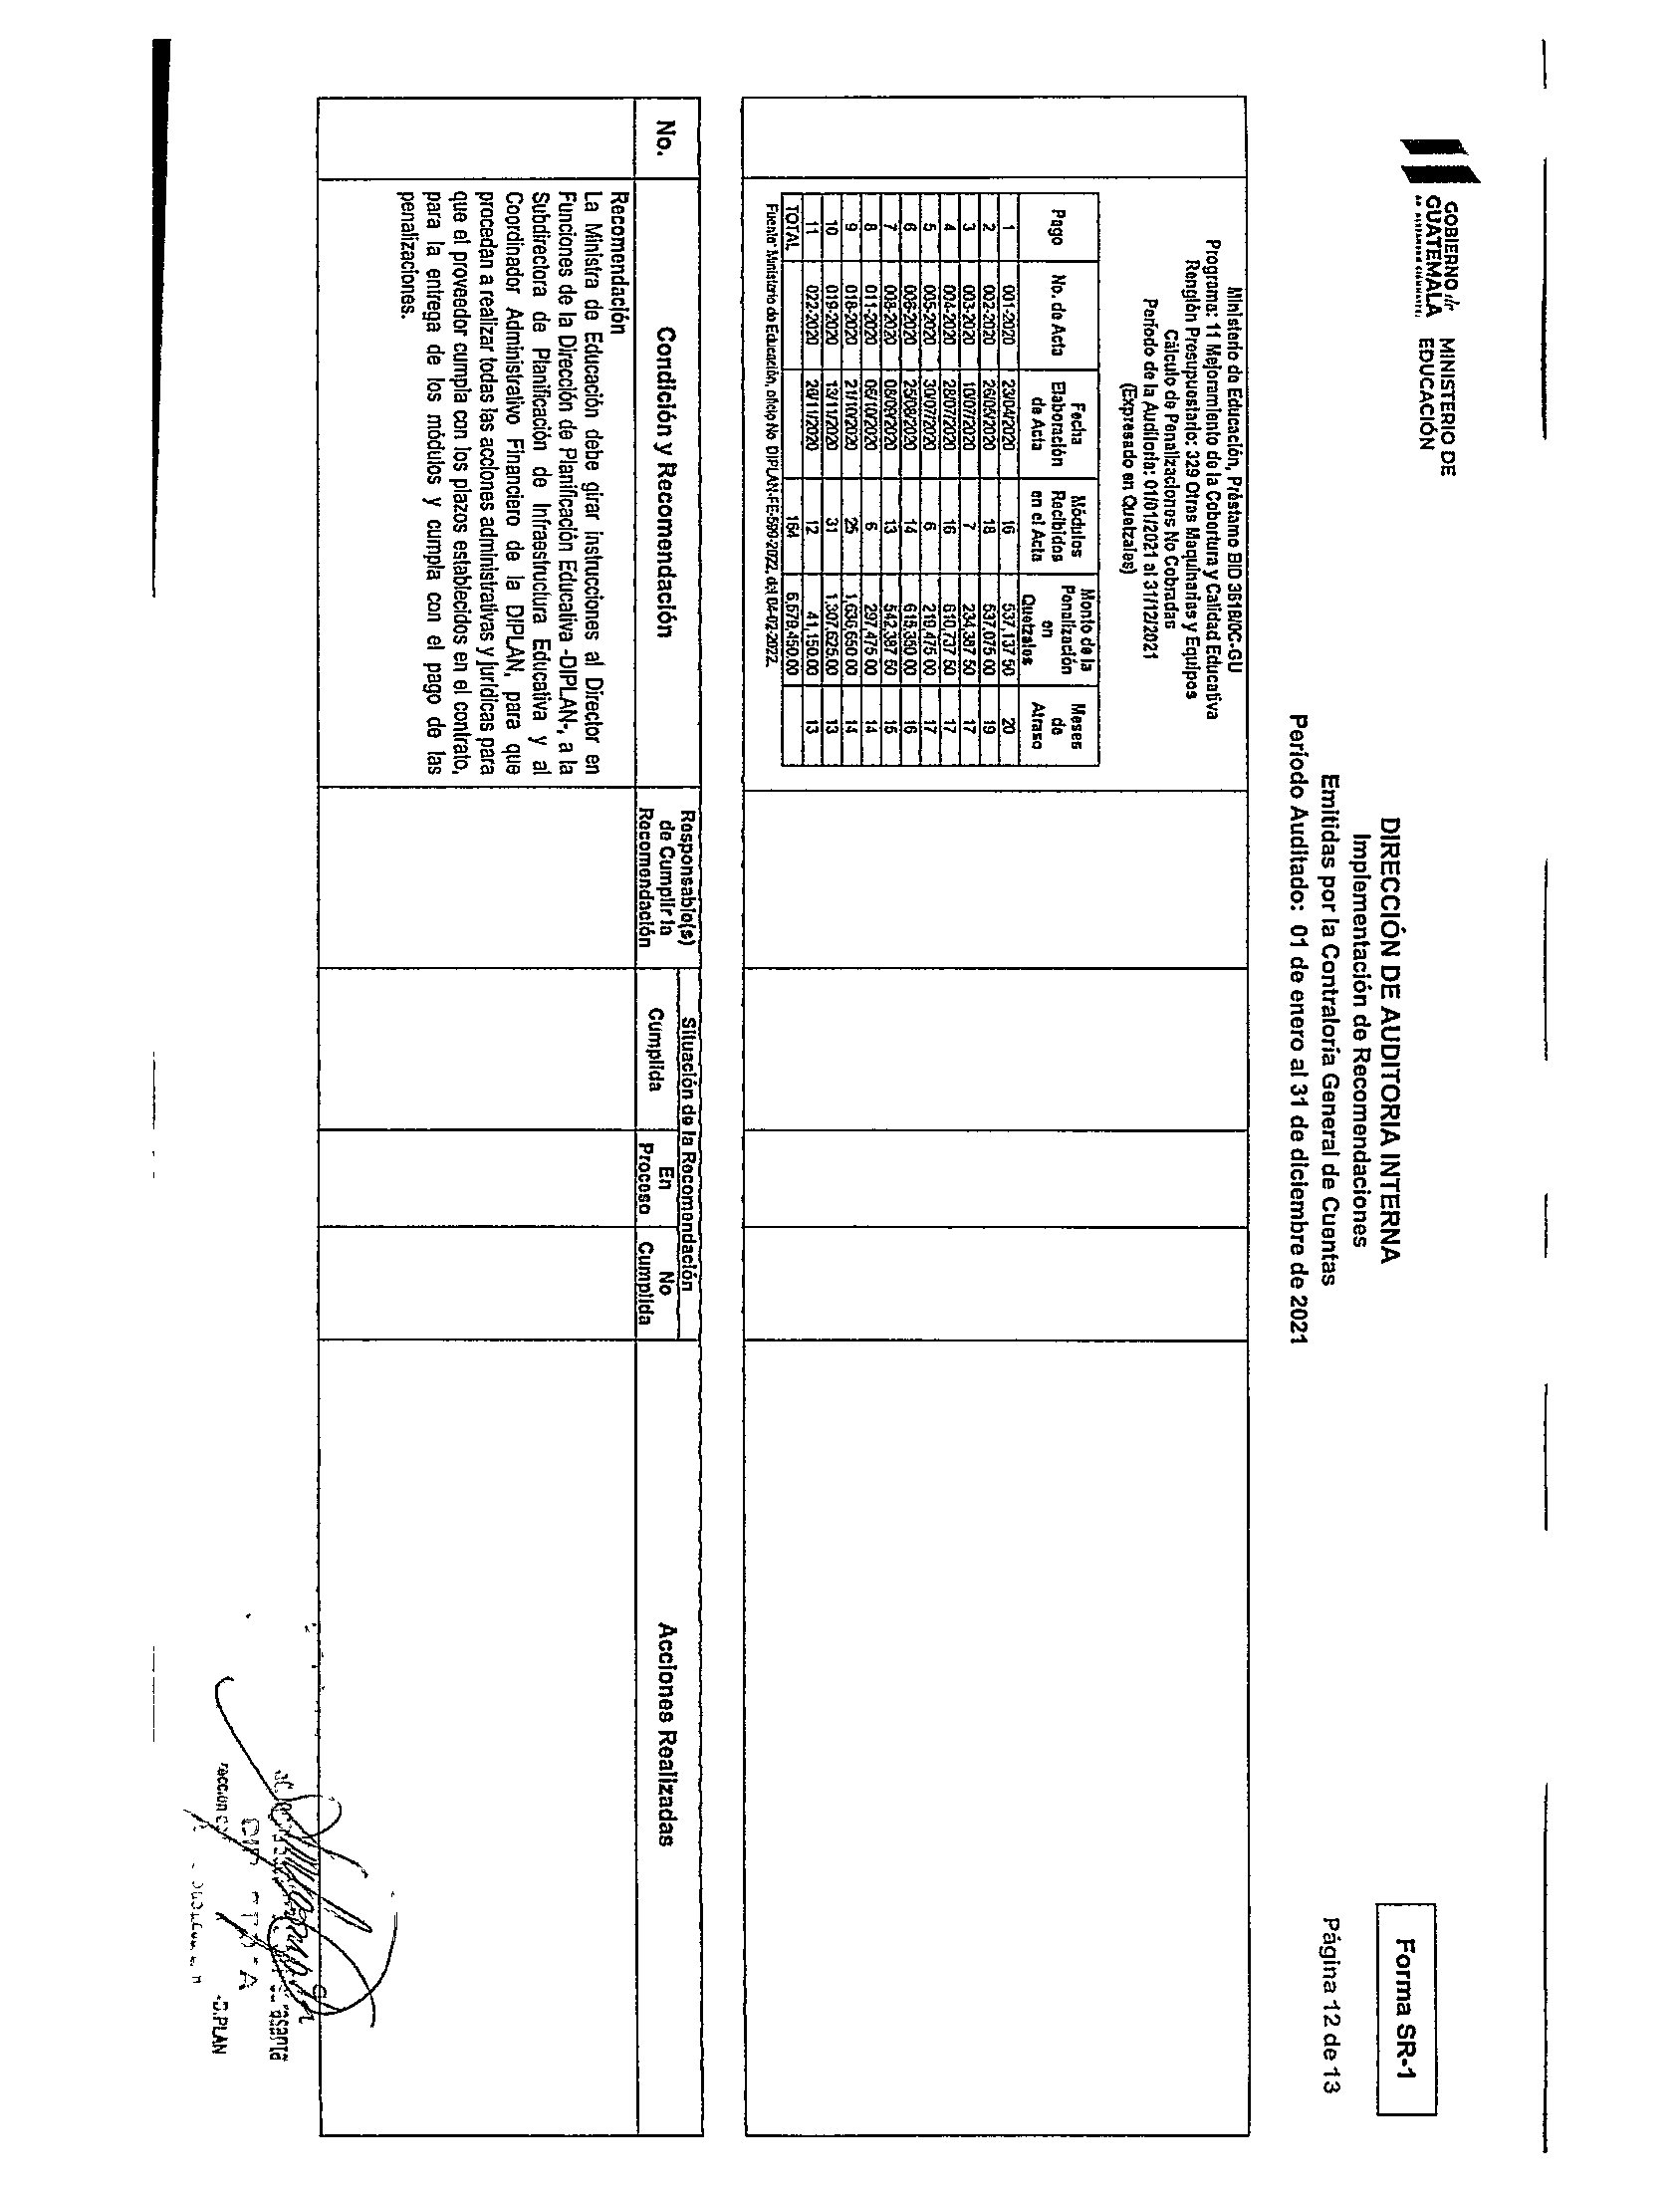 GOBIERNO de
GUATEMALA
MINISTERIO DE
EDUCACIÓN
DIRECCIÓN DE AUDITORIA INTERNA
Implementación de Recomendaciones
Emitidas por la Contraloría General de Cuentas
Período Auditado: 01 de enero al 31 de diciembre de 2021
Forma SR-1
Página 12 de 13
Ministerio de Educación, Préstamo BID 3618/OC-GU
Programa: 11 Mejoramiento de la Cobertura y Calidad Educativa
Renglón Presupuestario: 329 Otras Maquinarias y Equipos
Cálculo de Penalizaciones No Cobradas
Período de la Auditoría: 01/01/2021 al 31/12/2021
(Expresado en Quetzales)
Pago No. de Acta Fecha Elaboración de Acta Módulos Recibidos en el Acta Monto de la Penalización en Quetzales Meses de Atraso
1 001-2020 23/04/2020 16 537,137 50 20
2 002-2020 26/05/2020 18 537,075 00 19
3 003-2020 10/07/2020 7 234,387 50 17
4 004-2020 28/07/2020 16 610,737 50 17
5 005-2020 30/07/2020 6 219,475 00 17
6 006-2020 25/08/2020 14 615,350 00 16
7 008-2020 08/09/2020 13 542,387 50 15
8 011-2020 06/10/2020 6 297,475 00 14
9 018-2020 21/10/2020 25 1,636,650 00 14
10 019-2020 13/11/2020 31 1,307,625.00 13
11 022-2020 26/11/2020 12 41,150.00 13
TOTAL 164 6,579,450.00
Fuente: Ministerio de Educación, oficio No DIPLAN-FE-569-2022, del 04-02-2022.
No. Condición y Recomendación Responsable(s) de Cumplir la Recomendación Situación de la Recomendación Acciones Realizadas
Cumplida En Proceso No Cumplida
Recomendación
La Ministra de Educación debe girar instrucciones al Director en
Funciones de la Dirección de Planificación Educativa -DIPLAN-, a la
Subdirectora de Planificación de Infraestructura Educativa y al
Coordinador Administrativo Financiero de la DIPLAN, para que
procedan a realizar todas las acciones administrativas y jurídicas para
que el proveedor cumpla con los plazos establecidos en el contrato,
para la entrega de los módulos y cumpla con el pago de las
penalizaciones.
-D.PLAN